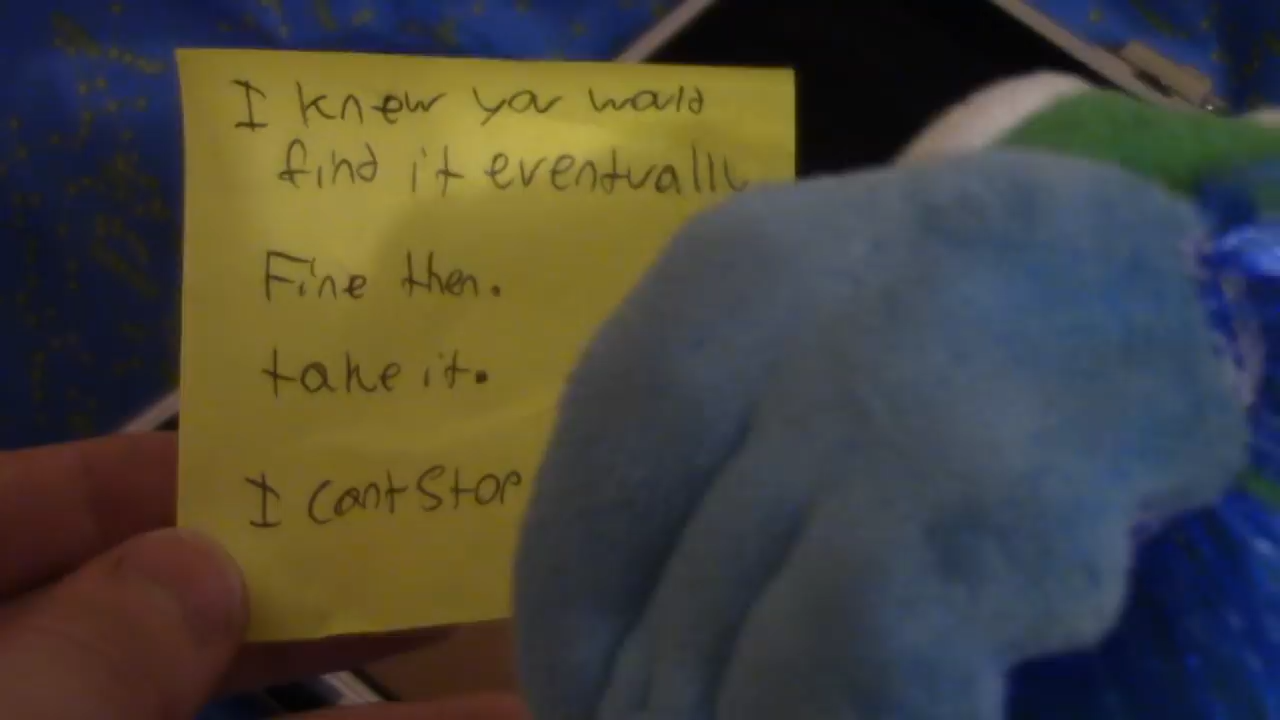 I knew you would
find it eventually
Fine then.
take it.
I cant Stop